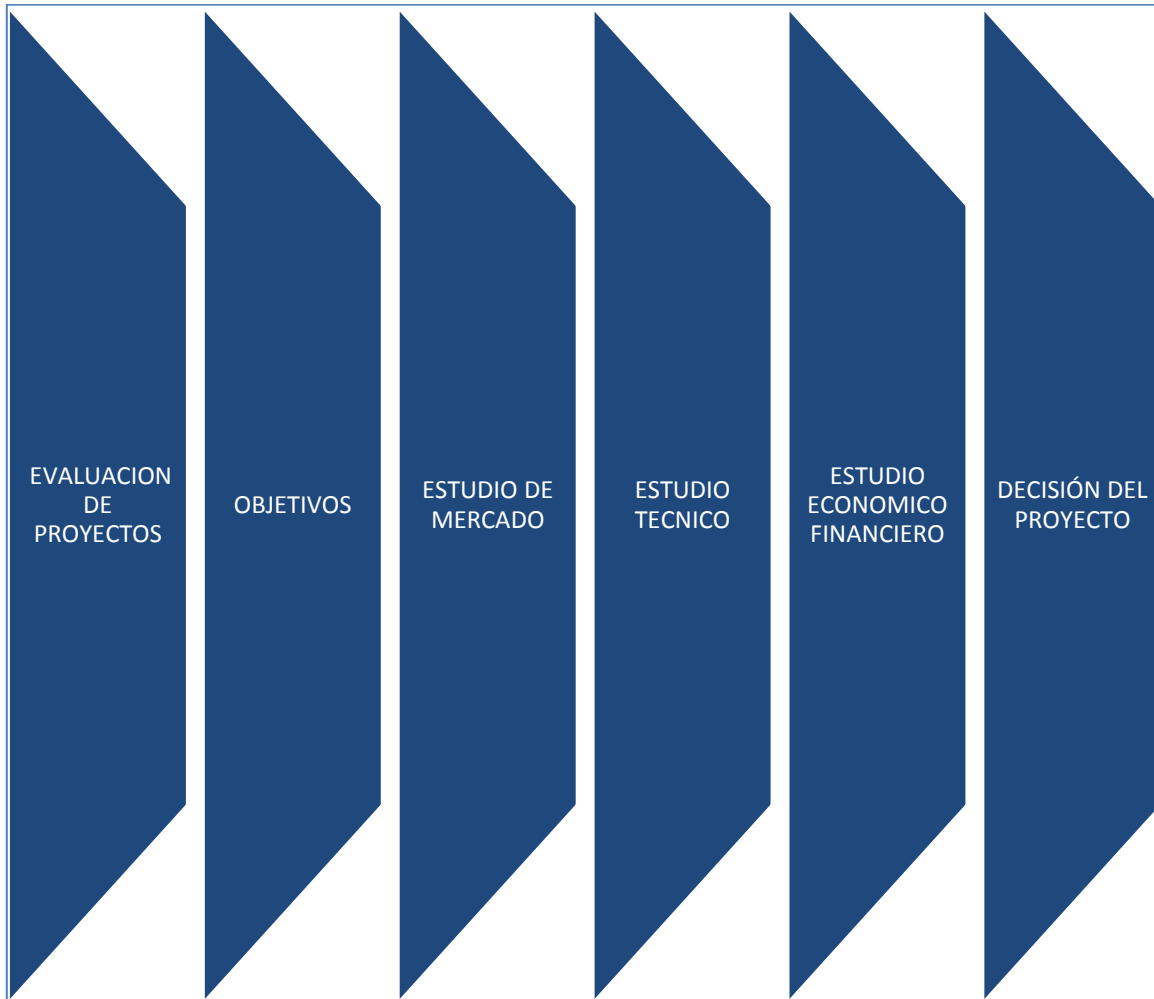 EVALUACION
DE
PROYECTOS
OBJETIVOS
ESTUDIO DE
MERCADO
ESTUDIO
TECNICO
ESTUDIO
ECONOMICO
FINANCIERO
DECISIÓN DEL
PROYECTO